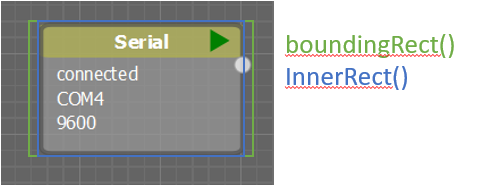 Serial
connected
COM4
9600
boundingRect()
InnerRect()